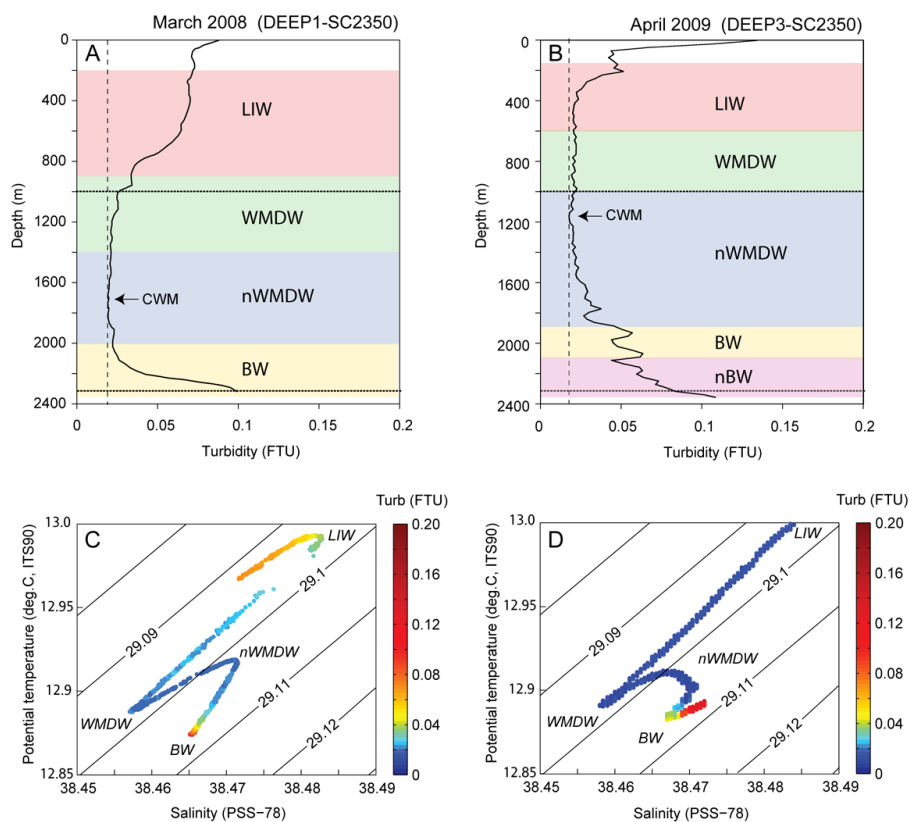 March 2008 (DEEP1-SC2350)
A
0
400
800
1200
1600
2000
2400
Depth (m)
LIW
WMDW
nWMDW
CWM
BW
0
0.05
0.1
0.15
0.2
Turbidity (FTU)
April 2009 (DEEP3-SC2350)
B
0
400
800
1200
1600
2000
2400
Depth (m)
LIW
WMDW
CWM
nWMDW
BW
nBW
0
0.05
0.1
0.15
0.2
Turbidity (FTU)
Turb (FTU)
C
13.0
12.95
12.9
12.85
Potential temperature (deg.C, ITS90)
LIW
29.1
29.09
nWMDW
29.11
WMDW
29.12
BW
38.45
38.46
38.47
38.48
38.49
Salinity (PSS−78)
0.20
0.16
0.12
0.08
0.04
0
Turb (FTU)
D
13.0
12.95
12.9
12.85
Potential temperature (deg.C, ITS90)
LIW
29.1
29.09
nWMDW
29.11
WMDW
29.12
BW
38.45
38.46
38.47
38.48
38.49
Salinity (PSS−78)
0.20
0.16
0.12
0.08
0.04
0